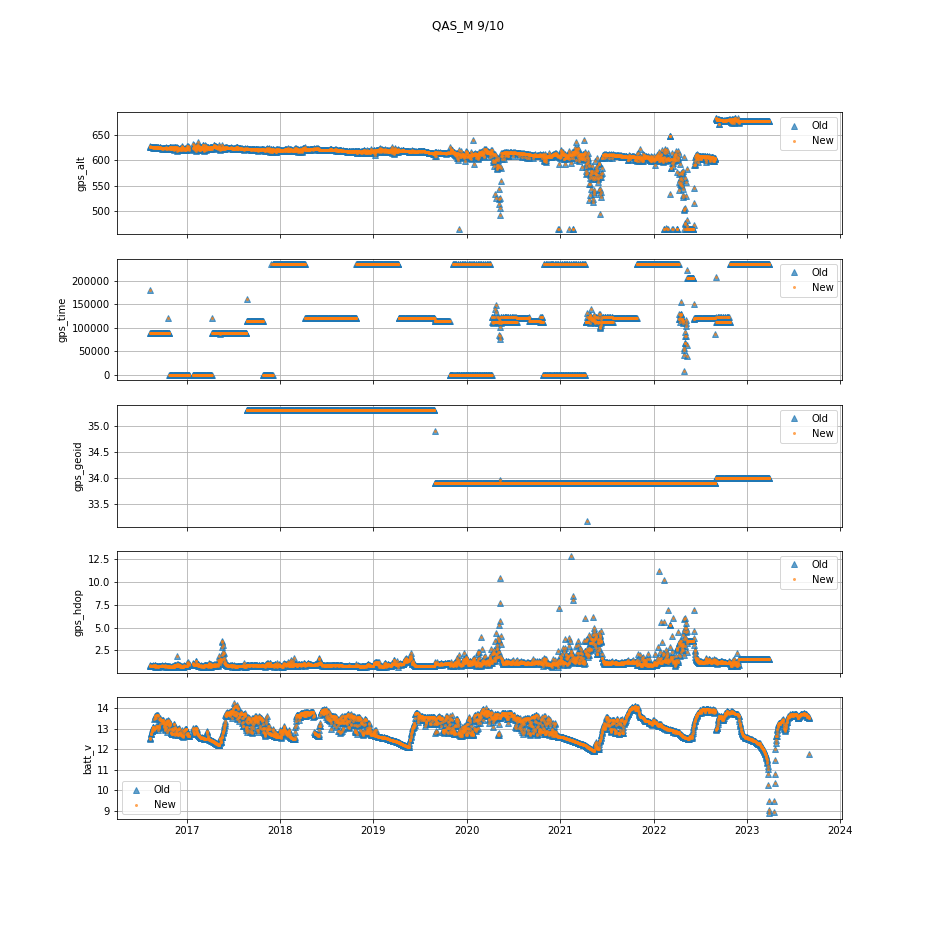 QAS_M 9/10
gps_alt
650
600
550
500
Old
New
gps_time
200000
150000
100000
50000
0
Old
New
gps_geoid
35.0
34.5
34.0
33.5
Old
New
gps_hdop
12.5
10.0
7.5
5.0
2.5
Old
New
batt_v
14
13
12
11
10
9
Old
New
2017 2018 2019 2020 2021 2022 2023 2024